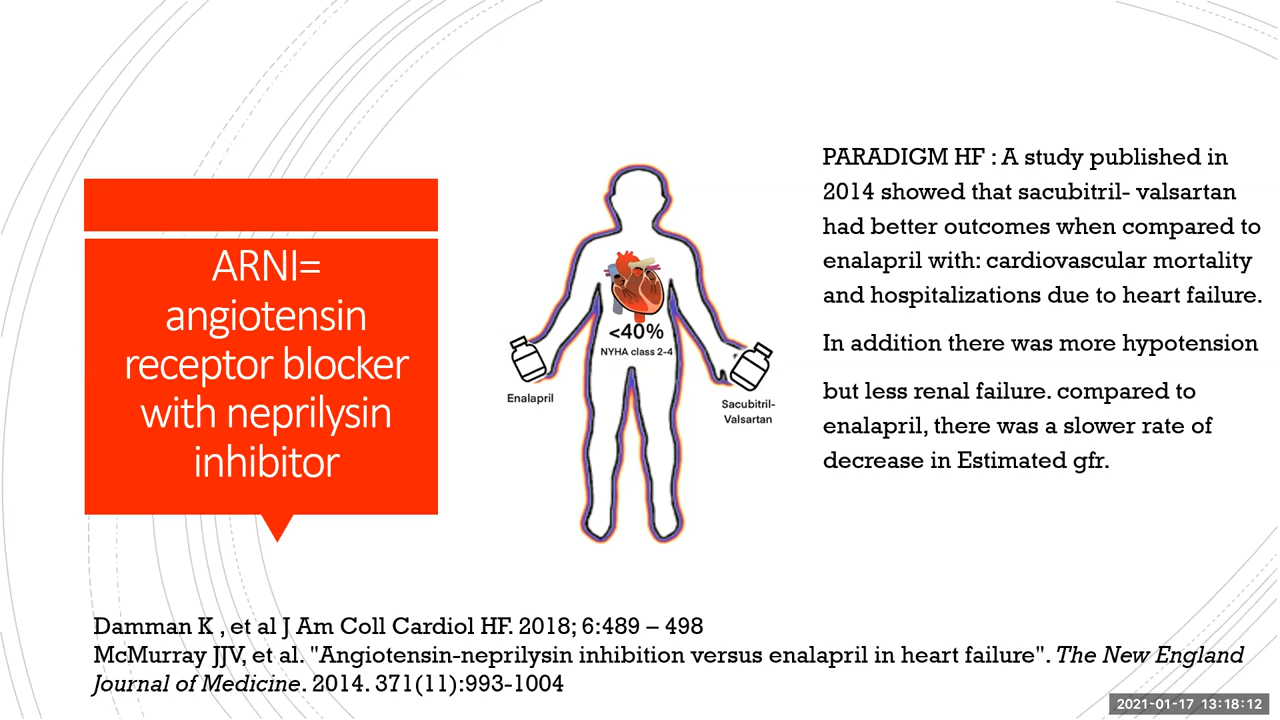 ARNI=
angiotensin
receptor blocker
with neprilysin
inhibitor
<40%
NYHA class 2-4
Enalapril
Sacubitril-
Valsartan
PARADIGM HF : A study published in
2014 showed that sacubitril- valsartan
had better outcomes when compared to
enalapril with: cardiovascular mortality
and hospitalizations due to heart failure.
In addition there was more hypotension
but less renal failure. compared to
enalapril, there was a slower rate of
decrease in Estimated gfr.
Damman K , et al J Am Coll Cardiol HF. 2018; 6:489 – 498
McMurray JJV, et al. "Angiotensin-neprilysin inhibition versus enalapril in heart failure". The New England
Journal of Medicine. 2014. 371(11):993-1004
2021-01-17 13:18:12